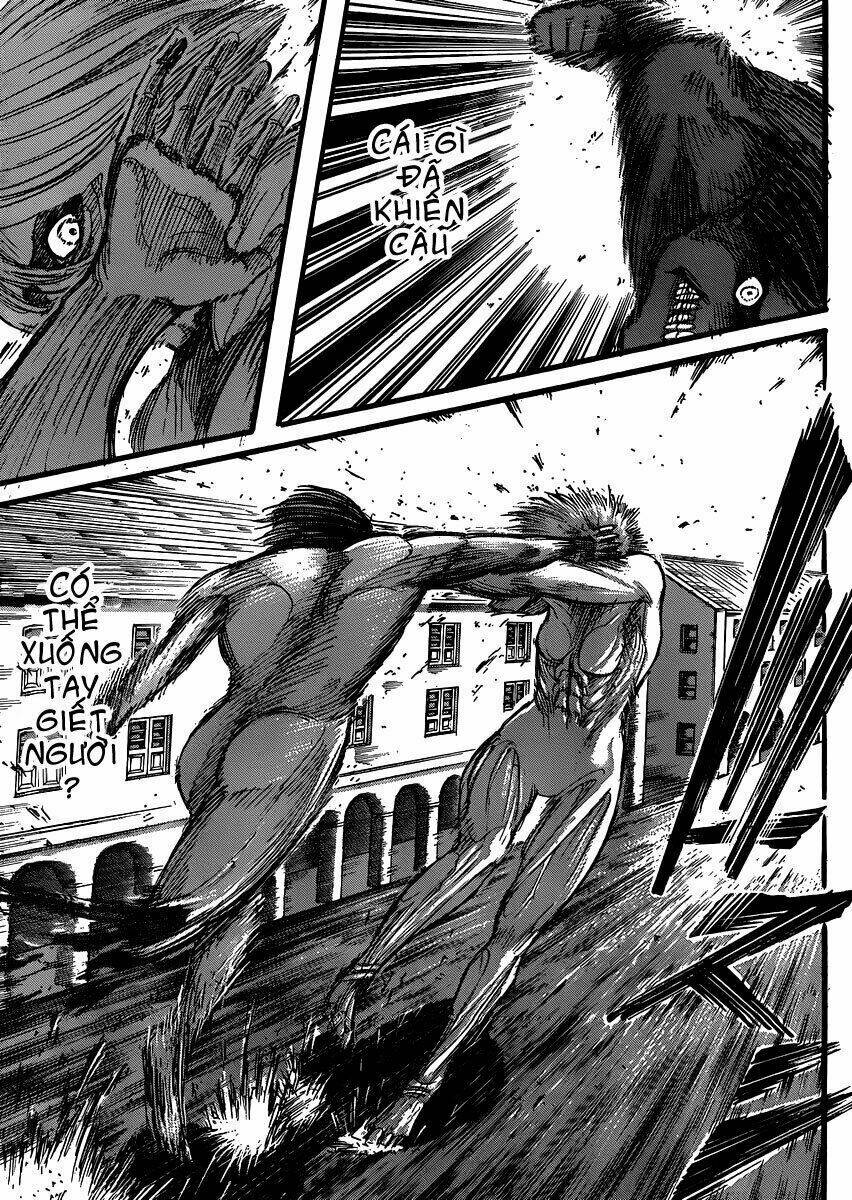 CÁI GÌ
ĐÃ
KHIẾN
CẬU
CÓ
THỂ
XUỐNG
TAY
GIẾT
NGƯỜI
?